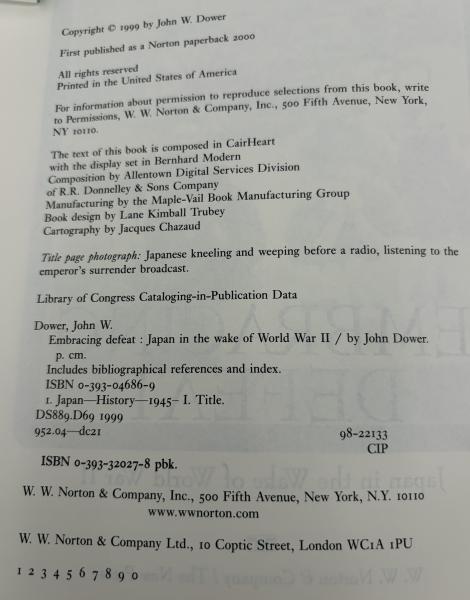 Copyright © 1999 by John W. Dower
First published as a Norton paperback 2000
All rights reserved
Printed in the United States of America
For information about permission to reproduce selections from this book, write
to Permissions, W. W. Norton & Company, Inc., 500 Fifth Avenue, New York,
NY 10110.
The text of this book is composed in CairHeart
with the display set in Bernhard Modern
Composition by Allentown Digital Services Division
of R.R. Donnelley & Sons Company
Manufacturing by the Maple-Vail Book Manufacturing Group
Book design by Lane Kimball Trubey
Cartography by Jacques Chazaud
Title page photograph: Japanese kneeling and weeping before a radio, listening to the
emperor's surrender broadcast.
Library of Congress Cataloging-in-Publication Data
Dower, John W.
Embracing defeat : Japan in the wake of World War II / by John Dower.
p. cm.
Includes bibliographical references and index.
ISBN 0-393-04686-9
1. Japan—History—1945– I. Title.
DS889.D69 1999
952.04—dc21
98-22133
CIP
ISBN 0-393-32027-8 pbk.
W. W. Norton & Company, Inc., 500 Fifth Avenue, New York, N.Y. 10110
www.wwnorton.com
W. W. Norton & Company Ltd., 10 Coptic Street, London WC1A 1PU
1 2 3 4 5 6 7 8 9 0